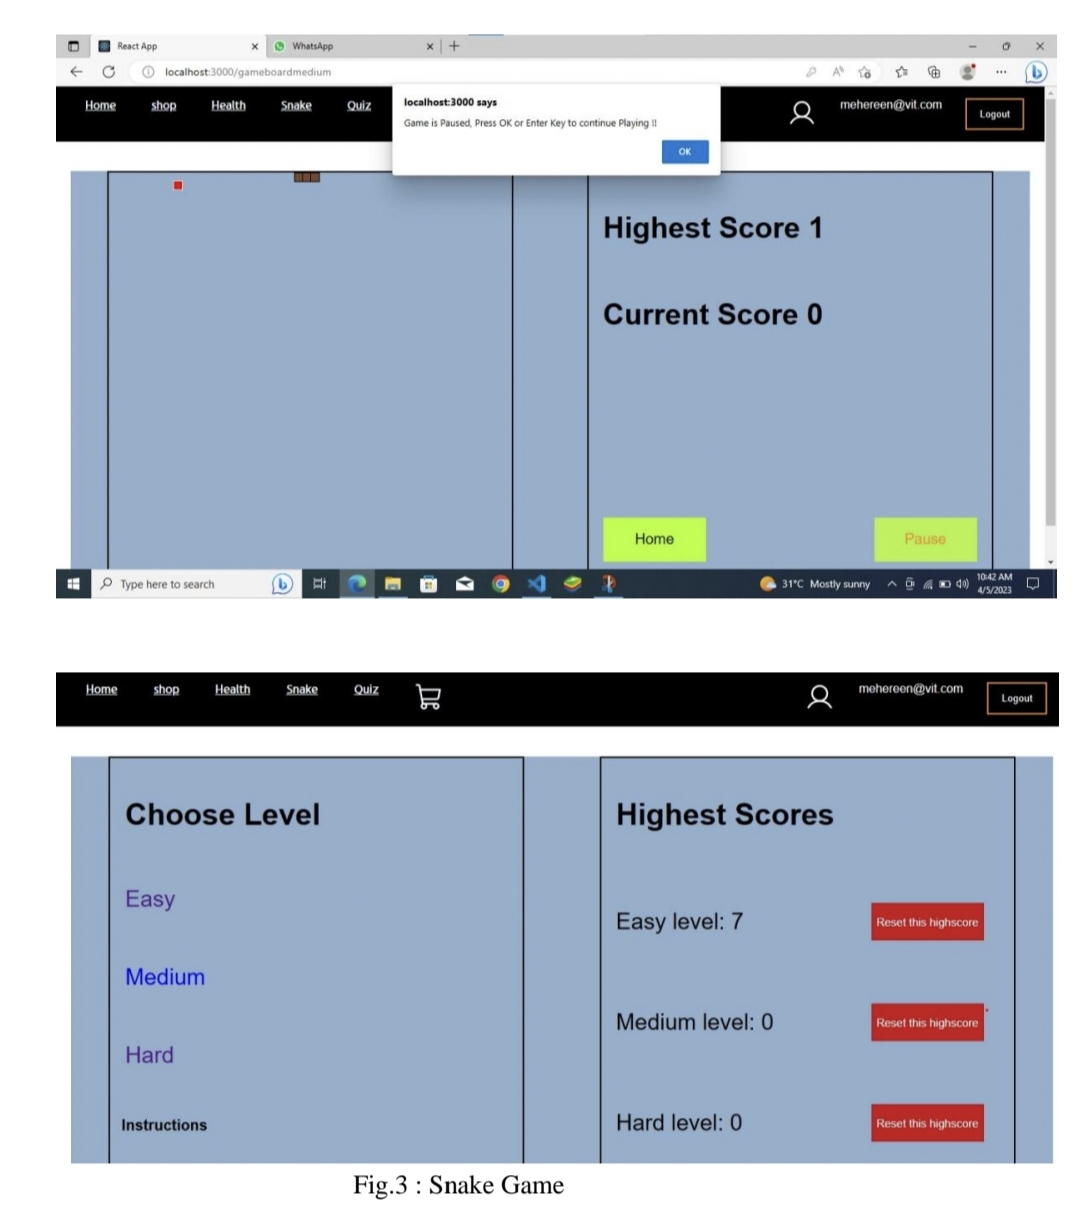 React App
WhatsApp
localhost:3000/gameboardmedium
Home shop Health Snake Quiz
localhost:3000 says
Game is Paused, Press OK or Enter Key to continue Playing !!
OK
mehereen@vit.com
Logout
Highest Score 1
Current Score 0
Home
Pause
Type here to search
31°C Mostly sunny
10:42 AM
4/5/2023
Home shop Health Snake Quiz
mehereen@vit.com
Logout
Choose Level
Easy
Medium
Hard
Instructions
Highest Scores
Easy level: 7
Reset this highscore
Medium level: 0
Reset this highscore
Hard level: 0
Reset this highscore
Fig.3 : Snake Game